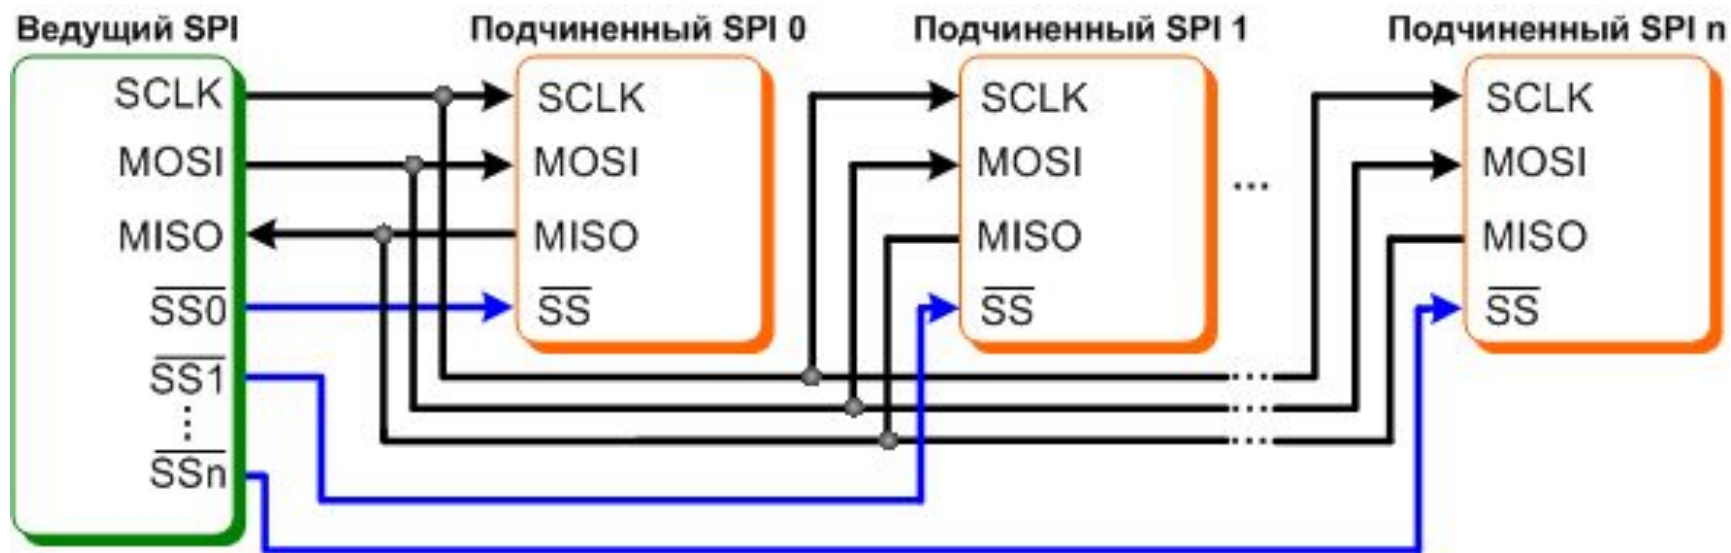 Ведущий SPI
SCLK
MOSI
MISO
SS0
SS1
⋮
SSn
Подчиненный SPI 0
SCLK
MOSI
MISO
SS
Подчиненный SPI 1
SCLK
MOSI
MISO
SS
...
Подчиненный SPI n
SCLK
MOSI
MISO
SS